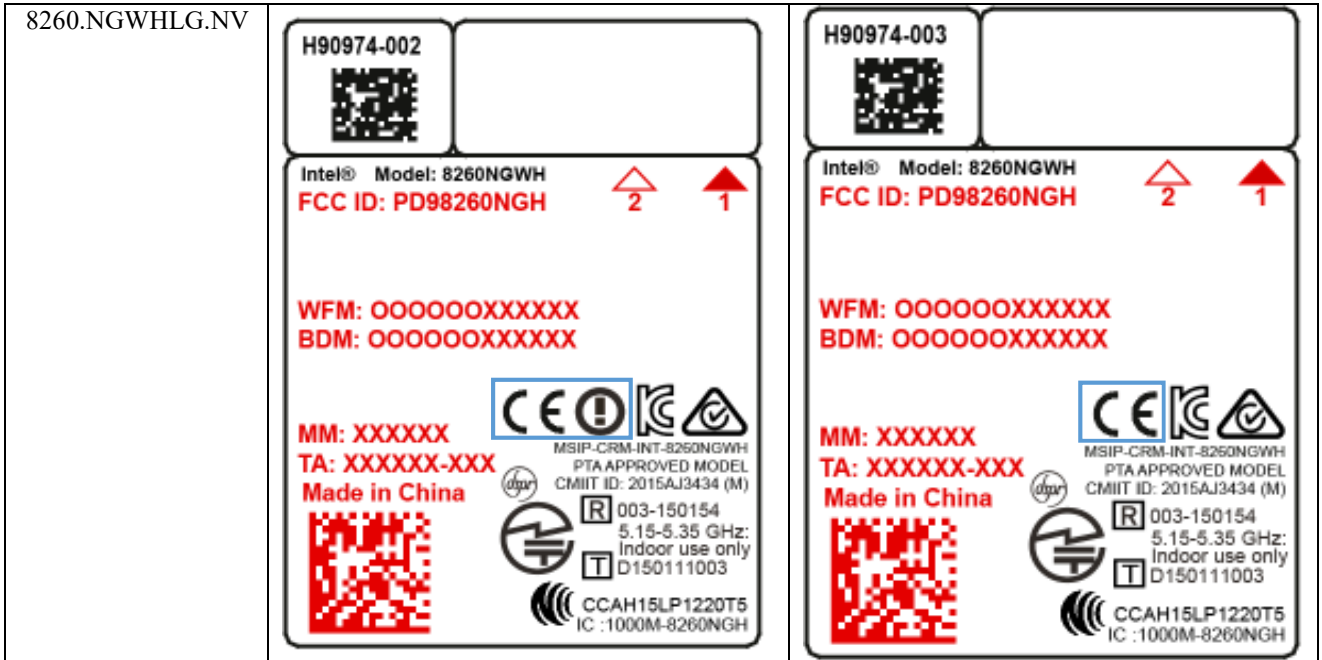 8260.NGWHLG.NV
H90974-002
Intel® Model: 8260NGWH
FCC ID: PD98260NGH
2
1
WFM: OOOOOOXXXXXX
BDM: OOOOOOXXXXXX
CE
MM: XXXXXX
MSIP-CRM-INT-8260NGWH
TA: XXXXXX-XXX
PTA APPROVED MODEL
CMIIT ID: 2015AJ3434 (M)
Made in China
R 003-150154
5.15-5.35 GHz:
Indoor use only
T D150111003
CCAH15LP1220T5
IC :1000M-8260NGH
H90974-003
Intel® Model: 8260NGWH
FCC ID: PD98260NGH
2
1
WFM: OOOOOOXXXXXX
BDM: OOOOOOXXXXXX
CE
MM: XXXXXX
MSIP-CRM-INT-8260NGWH
TA: XXXXXX-XXX
PTA APPROVED MODEL
CMIIT ID: 2015AJ3434 (M)
Made in China
R 003-150154
5.15-5.35 GHz:
Indoor use only
T D150111003
CCAH15LP1220T5
IC :1000M-8260NGH